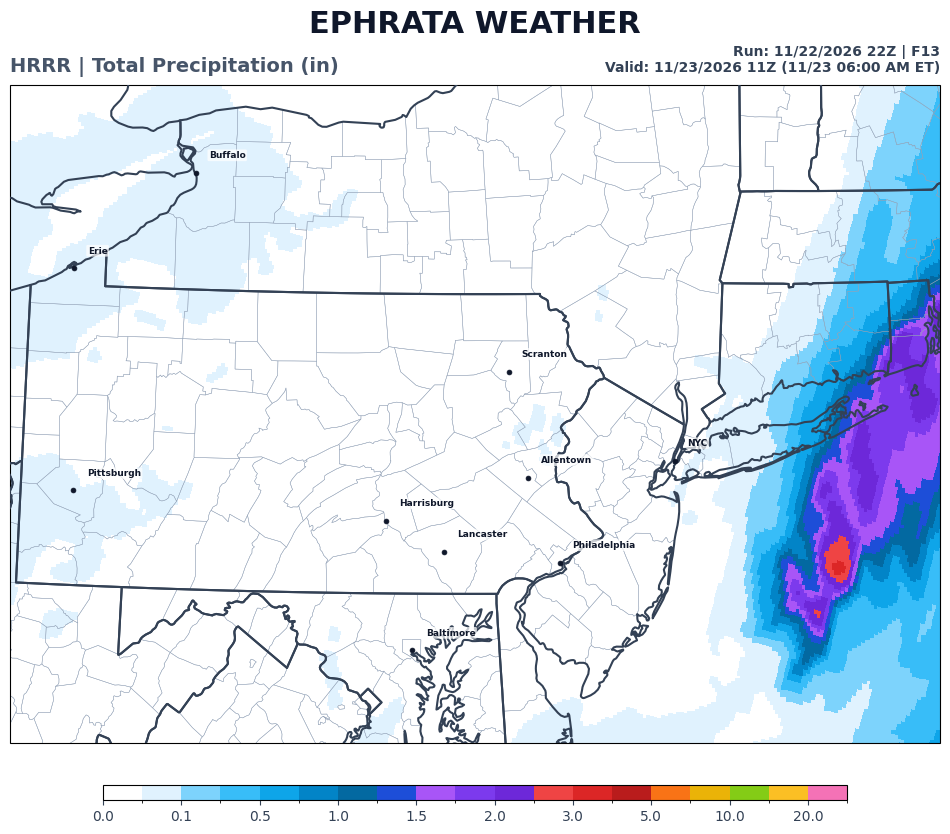 EPHRATA WEATHER
HRRR | Total Precipitation (in)
Run: 11/22/2026 22Z | F13
Valid: 11/23/2026 11Z (11/23 06:00 AM ET)
Buffalo
Erie
Scranton
NYC
Allentown
Pittsburgh
Harrisburg
Lancaster
Philadelphia
Baltimore
0.0 0.1 0.5 1.0 1.5 2.0 3.0 5.0 10.0 20.0